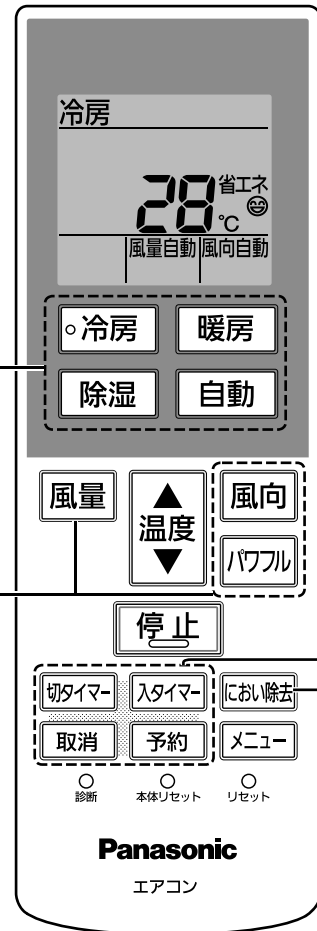 冷房
28℃ 省エネ
風量自動 風向自動
冷房 暖房
除湿 自動
風量 ▲ 温度 ▼ 風向
パワフル
停止
切タイマー 入タイマー におい除去
取消 予約 メニュー
診断 本体リセット リセット
Panasonic
エアコン